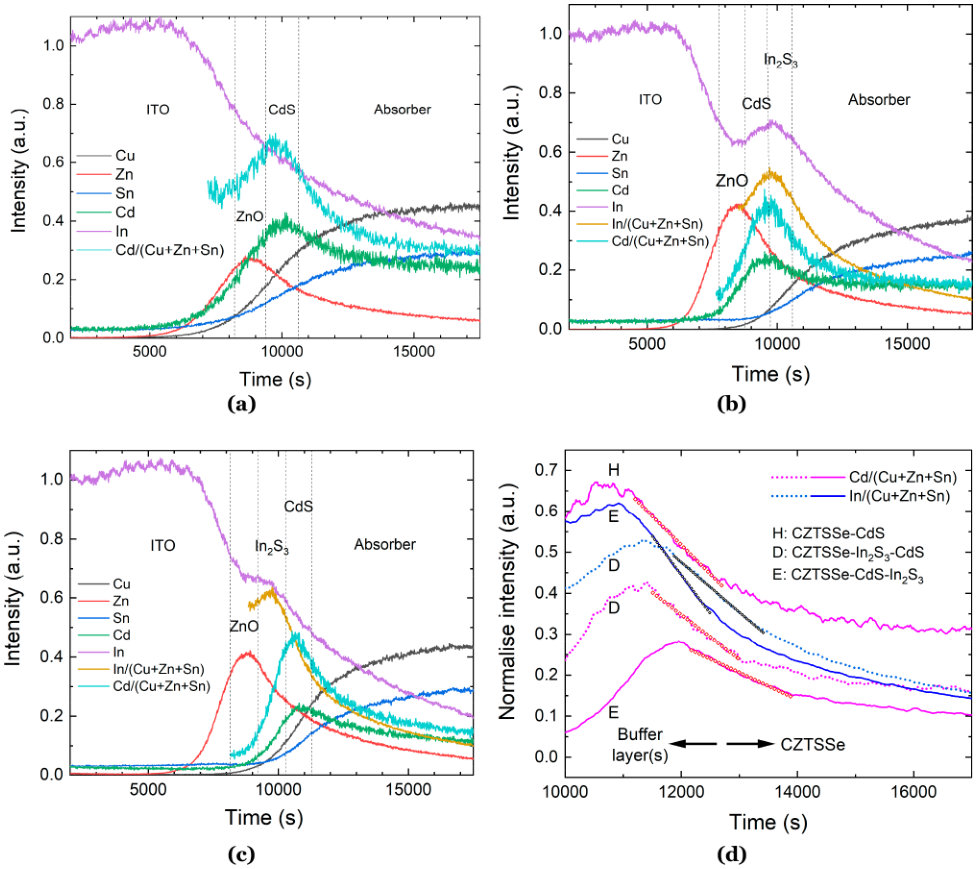 Intensity (a.u.)
1.0
0.8
0.6
0.4
0.2
0.0
ITO
CdS
Absorber
ZnO
Cu
Zn
Sn
Cd
In
Cd/(Cu+Zn+Sn)
5000
10000
15000
Time (s)
(a)
Intensity (a.u.)
1.0
0.8
0.6
0.4
0.2
0.0
In₂S₃
ITO
CdS
Absorber
ZnO
Cu
Zn
Sn
Cd
In
In/(Cu+Zn+Sn)
Cd/(Cu+Zn+Sn)
5000
10000
15000
Time (s)
(b)
Intensity (a.u.)
1.0
0.8
0.6
0.4
0.2
0.0
CdS
ITO
In₂S₃
Absorber
ZnO
Cu
Zn
Sn
Cd
In
In/(Cu+Zn+Sn)
Cd/(Cu+Zn+Sn)
5000
10000
15000
Time (s)
(c)
Normalise intensity (a.u.)
0.7
0.6
0.5
0.4
0.3
0.2
0.1
0.0
H
E
D
D
E
Cd/(Cu+Zn+Sn)
In/(Cu+Zn+Sn)
H: CZTSSe-CdS
D: CZTSSe-In₂S₃-CdS
E: CZTSSe-CdS-In₂S₃
Buffer
layer(s)
CZTSSe
10000
12000
14000
16000
Time (s)
(d)